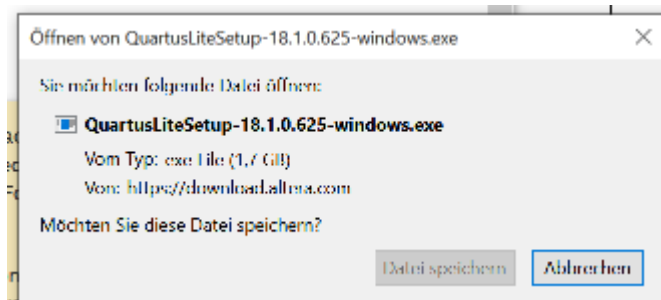 Öffnen von QuartusLiteSetup-18.1.0.625-windows.exe
Sie möchten folgende Datei öffnen:
QuartusLiteSetup-18.1.0.625-windows.exe
Vom Typ: exe File (1,7 GB)
Von: https://download.altera.com
Möchten Sie diese Datei speichern?
Datei speichern Abbrechen